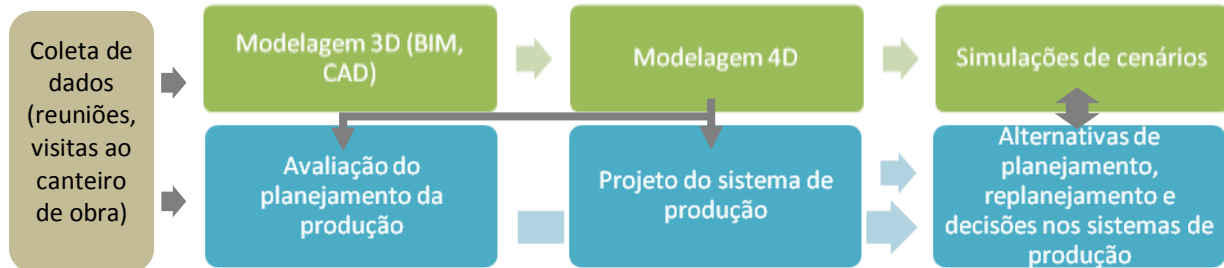 Coleta de
dados
(reuniões,
visitas ao
canteiro
de obra)
Modelagem 3D (BIM,
CAD)
Modelagem 4D
Simulações de cenários
Avaliação do
planejamento da
produção
Projeto do sistema de
produção
Alternativas de
planejamento,
replanejamento e
decisões nos sistemas de
produção